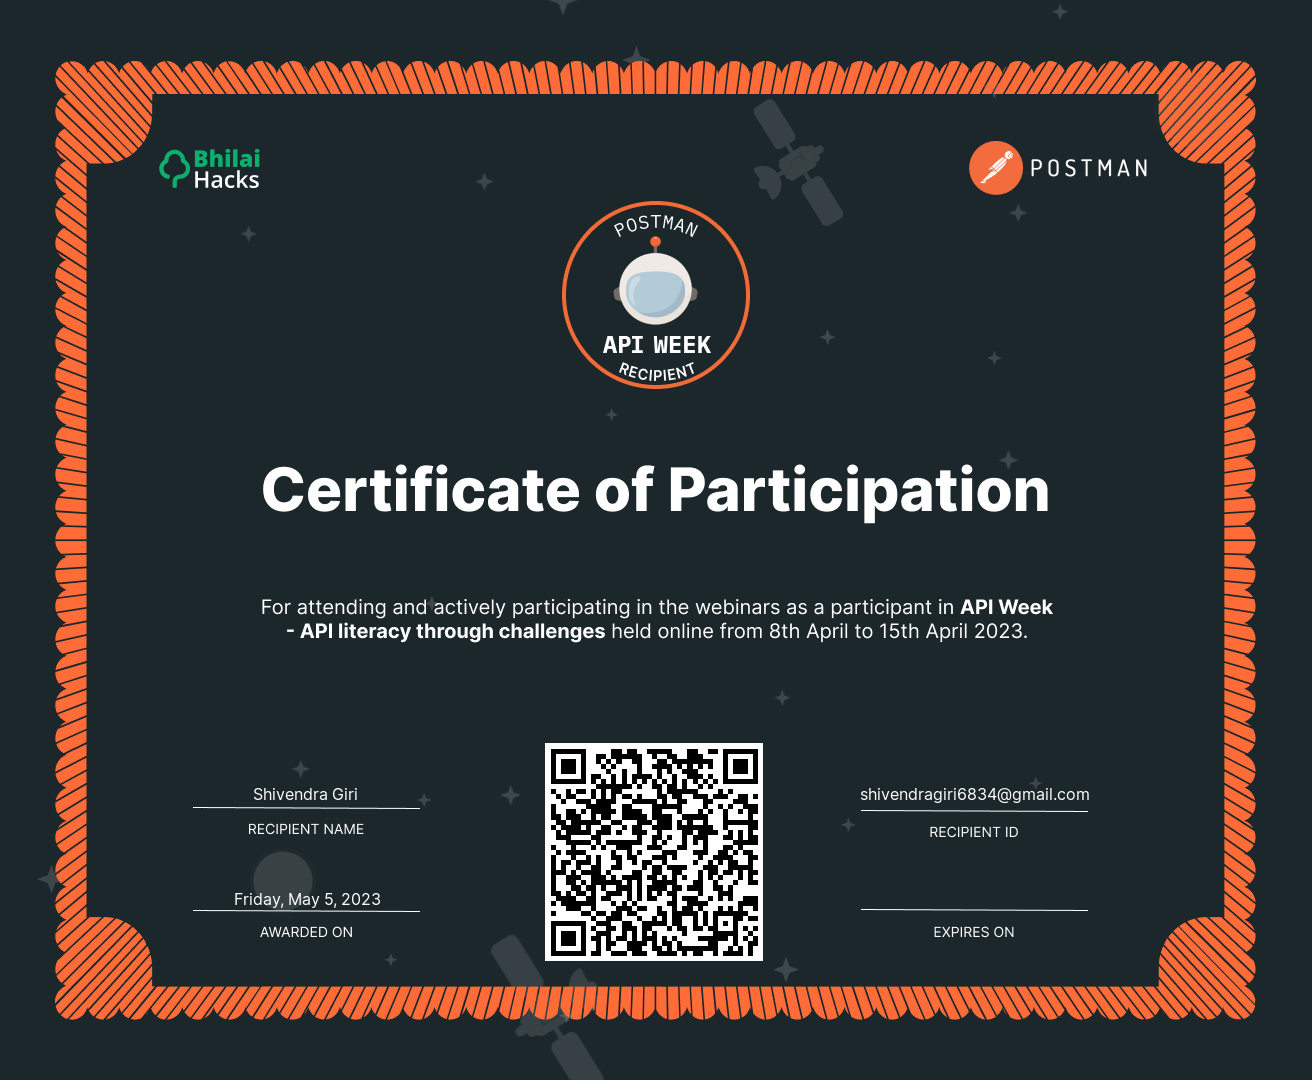 Bhilai
Hacks
POSTMAN
POSTMAN
API WEEK
RECIPIENT
Certificate of Participation
For attending and actively participating in the webinars as a participant in API Week
- API literacy through challenges held online from 8th April to 15th April 2023.
Shivendra Giri
RECIPIENT NAME
shivendragiri6834@gmail.com
RECIPIENT ID
Friday, May 5, 2023
AWARDED ON
EXPIRES ON